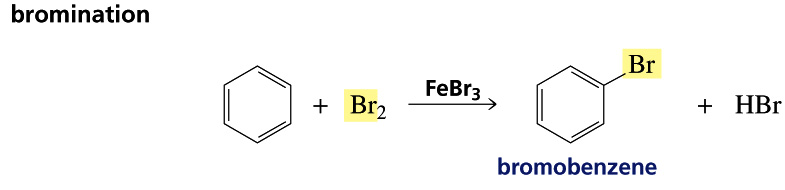 bromination
+ Br₂ FeBr₃ Br + HBr
bromobenzene